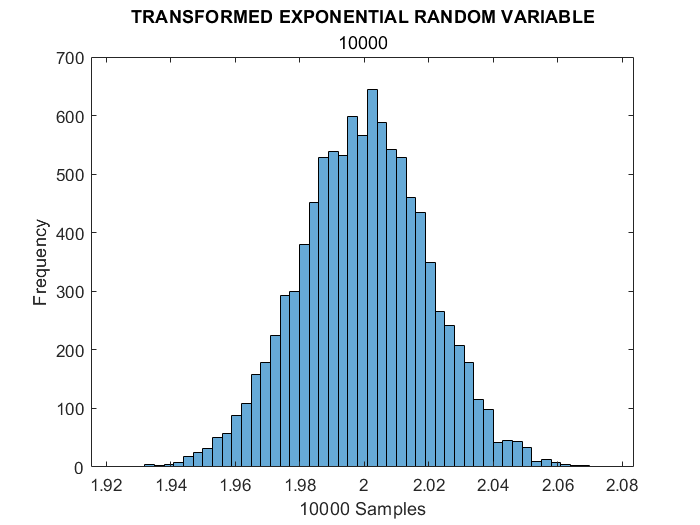 TRANSFORMED EXPONENTIAL RANDOM VARIABLE
10000
700
600
500
400
300
200
100
0
Frequency
1.92 1.94 1.96 1.98 2 2.02 2.04 2.06 2.08
10000 Samples